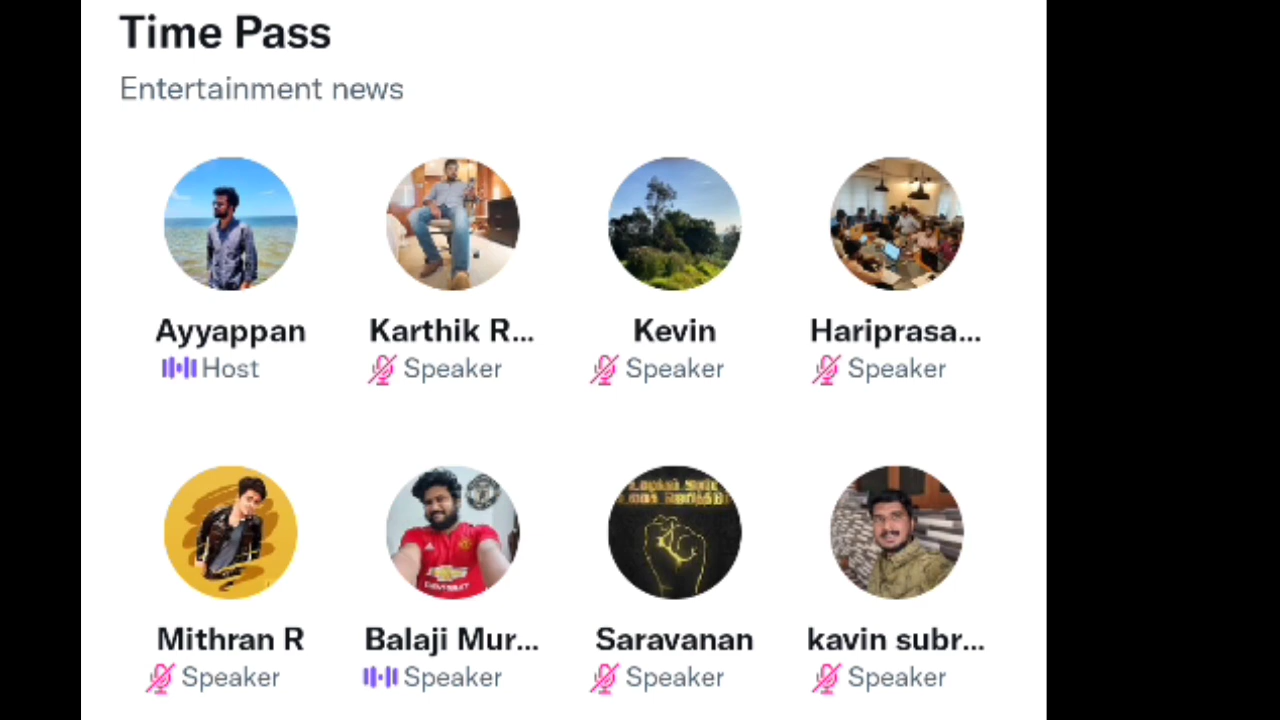 Time Pass
Entertainment news
Ayyappan
Host
Karthik R...
Speaker
Kevin
Speaker
Hariprasa...
Speaker
Mithran R
Speaker
Balaji Mur...
Speaker
CHEVROLET
Saravanan
Speaker
kavin subr...
Speaker